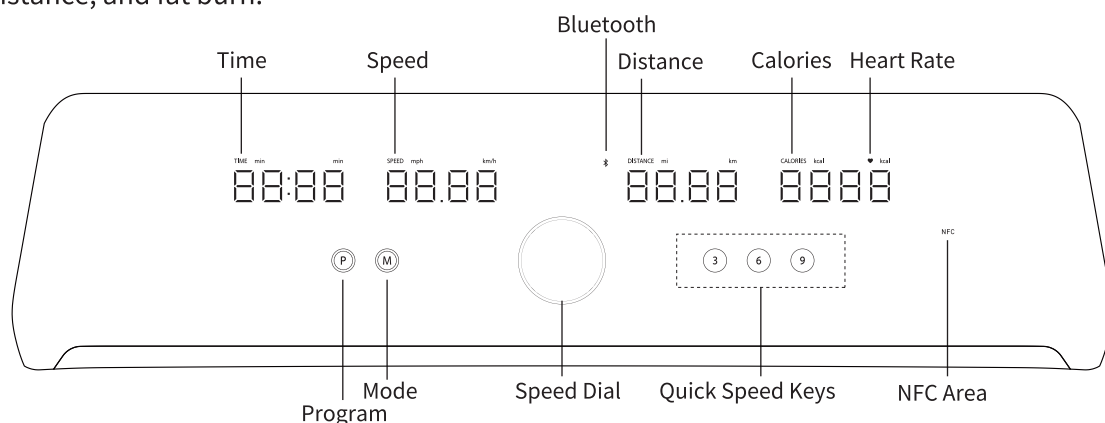 istance, and fat burn.
Bluetooth
Time Speed Distance Calories Heart Rate
TIME min min SPEED mph km/h DISTANCE mi km CALORIES kcal ♥ kcal
88:88 88.88 88.88 8888
NFC
P M 3 6 9
Mode Speed Dial Quick Speed Keys NFC Area
Program